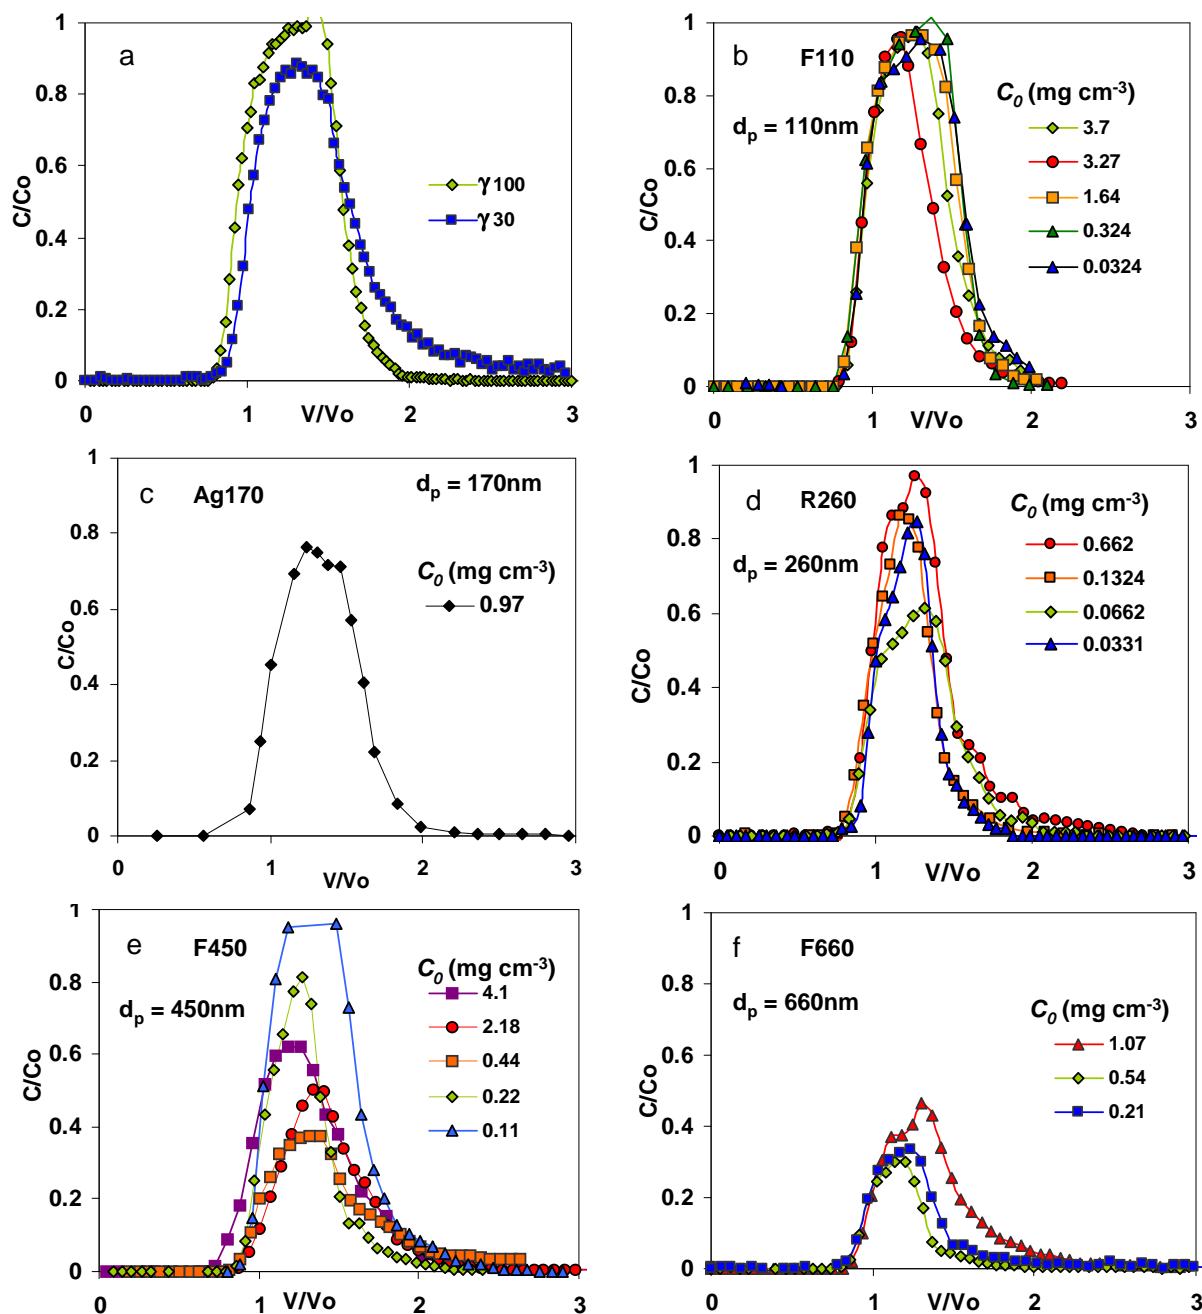 a
C/Co
1
0.8
0.6
0.4
0.2
0
γ 100
γ 30
0 1 2 3
V/Vo
b F110
C/Co
1
0.8
0.6
0.4
0.2
0
dp = 110nm
C0 (mg cm-3)
3.7
3.27
1.64
0.324
0.0324
0 1 2 3
V/Vo
c Ag170
dp = 170nm
C/Co
1
0.8
0.6
0.4
0.2
0
C0 (mg cm-3)
0.97
0 1 2 3
V/Vo
d R260
C/Co
1
0.8
0.6
0.4
0.2
0
dp = 260nm
C0 (mg cm-3)
0.662
0.1324
0.0662
0.0331
0 1 2 3
V/Vo
e F450
C/Co
1
0.8
0.6
0.4
0.2
0
dp = 450nm
C0 (mg cm-3)
4.1
2.18
0.44
0.22
0.11
0 1 2 3
V/Vo
f F660
C/Co
1
0.8
0.6
0.4
0.2
0
dp = 660nm
C0 (mg cm-3)
1.07
0.54
0.21
0 1 2 3
V/Vo